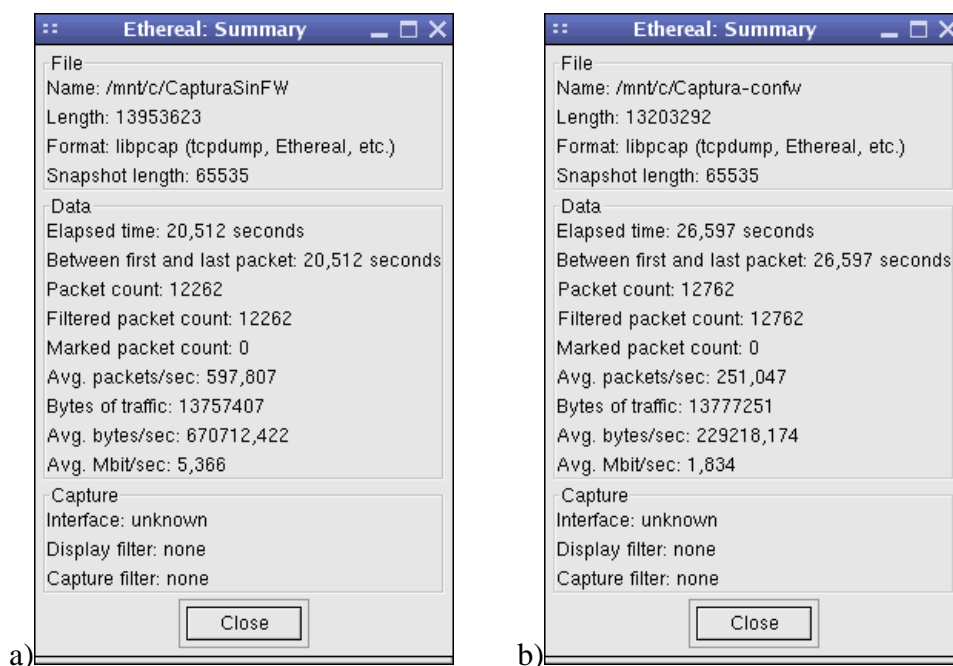 Ethereal: Summary
File
Name: /mnt/c/CapturaSinFW
Length: 13953623
Format: libpcap (tcpdump, Ethereal, etc.)
Snapshot length: 65535
Data
Elapsed time: 20,512 seconds
Between first and last packet: 20,512 seconds
Packet count: 12262
Filtered packet count: 12262
Marked packet count: 0
Avg. packets/sec: 597,807
Bytes of traffic: 13757407
Avg. bytes/sec: 670712,422
Avg. Mbit/sec: 5,366
Capture
Interface: unknown
Display filter: none
Capture filter: none
Close
a)
Ethereal: Summary
File
Name: /mnt/c/Captura-confw
Length: 13203292
Format: libpcap (tcpdump, Ethereal, etc.)
Snapshot length: 65535
Data
Elapsed time: 26,597 seconds
Between first and last packet: 26,597 seconds
Packet count: 12762
Filtered packet count: 12762
Marked packet count: 0
Avg. packets/sec: 251,047
Bytes of traffic: 13777251
Avg. bytes/sec: 229218,174
Avg. Mbit/sec: 1,834
Capture
Interface: unknown
Display filter: none
Capture filter: none
Close
b)